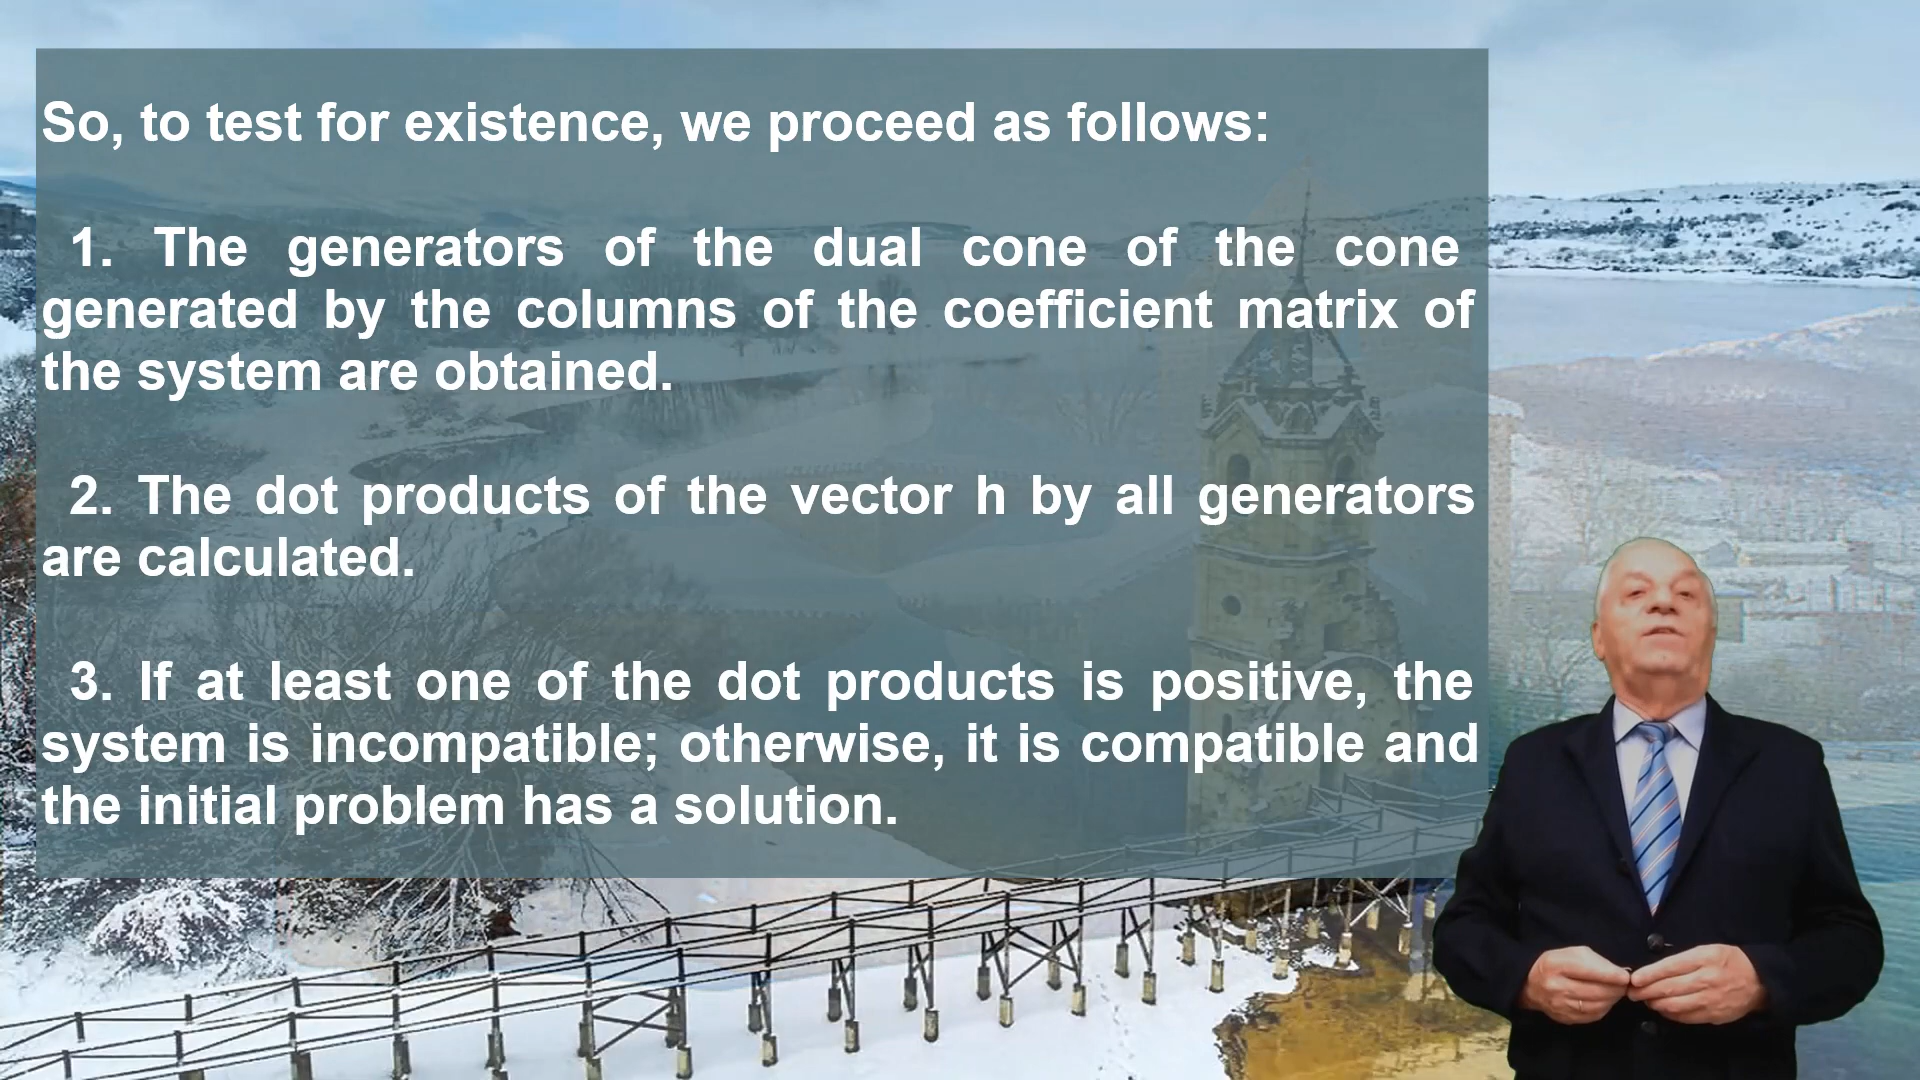 So, to test for existence, we proceed as follows:
1. The generators of the dual cone of the cone
generated by the columns of the coefficient matrix of
the system are obtained.
2. The dot products of the vector h by all generators
are calculated.
3. If at least one of the dot products is positive, the
system is incompatible; otherwise, it is compatible and
the initial problem has a solution.